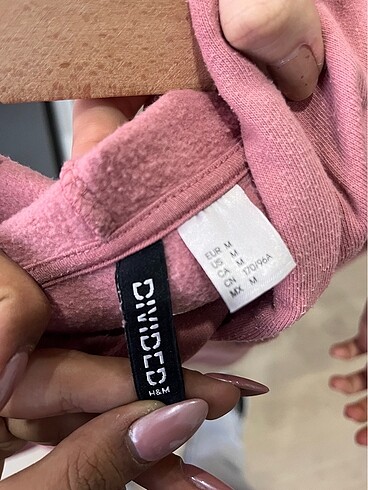 EUR M
US M
CA M
CN 170/96A
MX M
DIVIDED
H&M